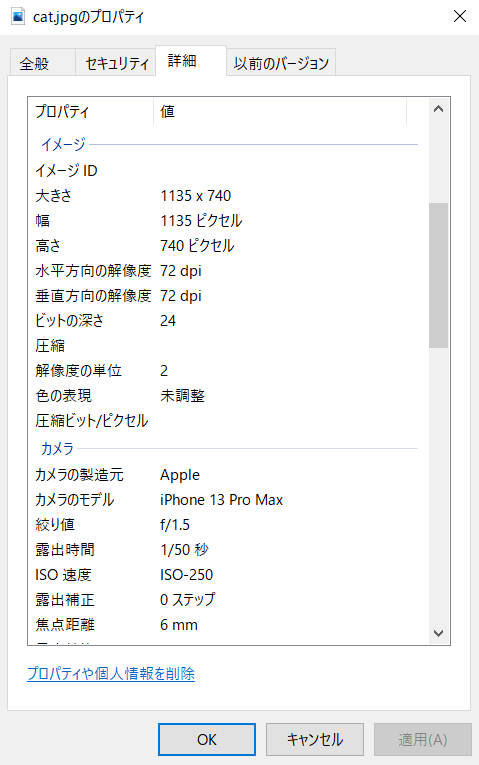 cat.jpgのプロパティ
全般 セキュリティ 詳細 以前のバージョン
プロパティ 値
イメージ
イメージ ID
大きさ 1135 x 740
幅 1135 ピクセル
高さ 740 ピクセル
水平方向の解像度 72 dpi
垂直方向の解像度 72 dpi
ビットの深さ 24
圧縮
解像度の単位 2
色の表現 未調整
圧縮ビット/ピクセル
カメラ
カメラの製造元 Apple
カメラのモデル iPhone 13 Pro Max
絞り値 f/1.5
露出時間 1/50 秒
ISO 速度 ISO-250
露出補正 0 ステップ
焦点距離 6 mm
プロパティや個人情報を削除
OK キャンセル 適用(A)